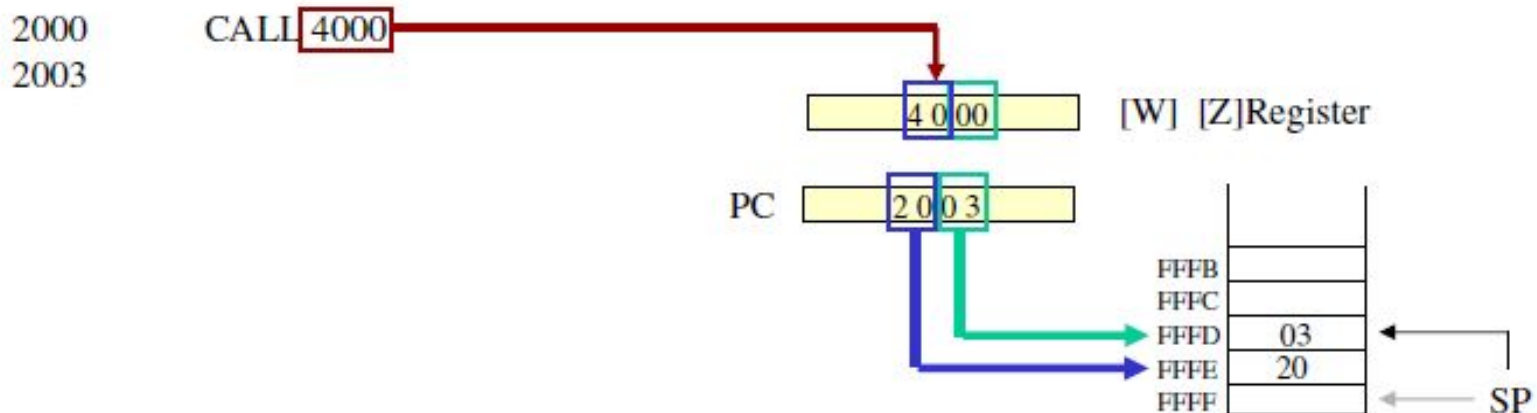 2000 CALL 4000
2003
4 0 00 [W] [Z]Register
PC 2 0 0 3
FFFB
FFFC
FFFD 03
FFFE 20
FFFF SP